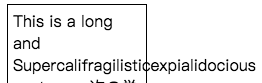 This is a long
and
Supercalifragilisticexpialidocious